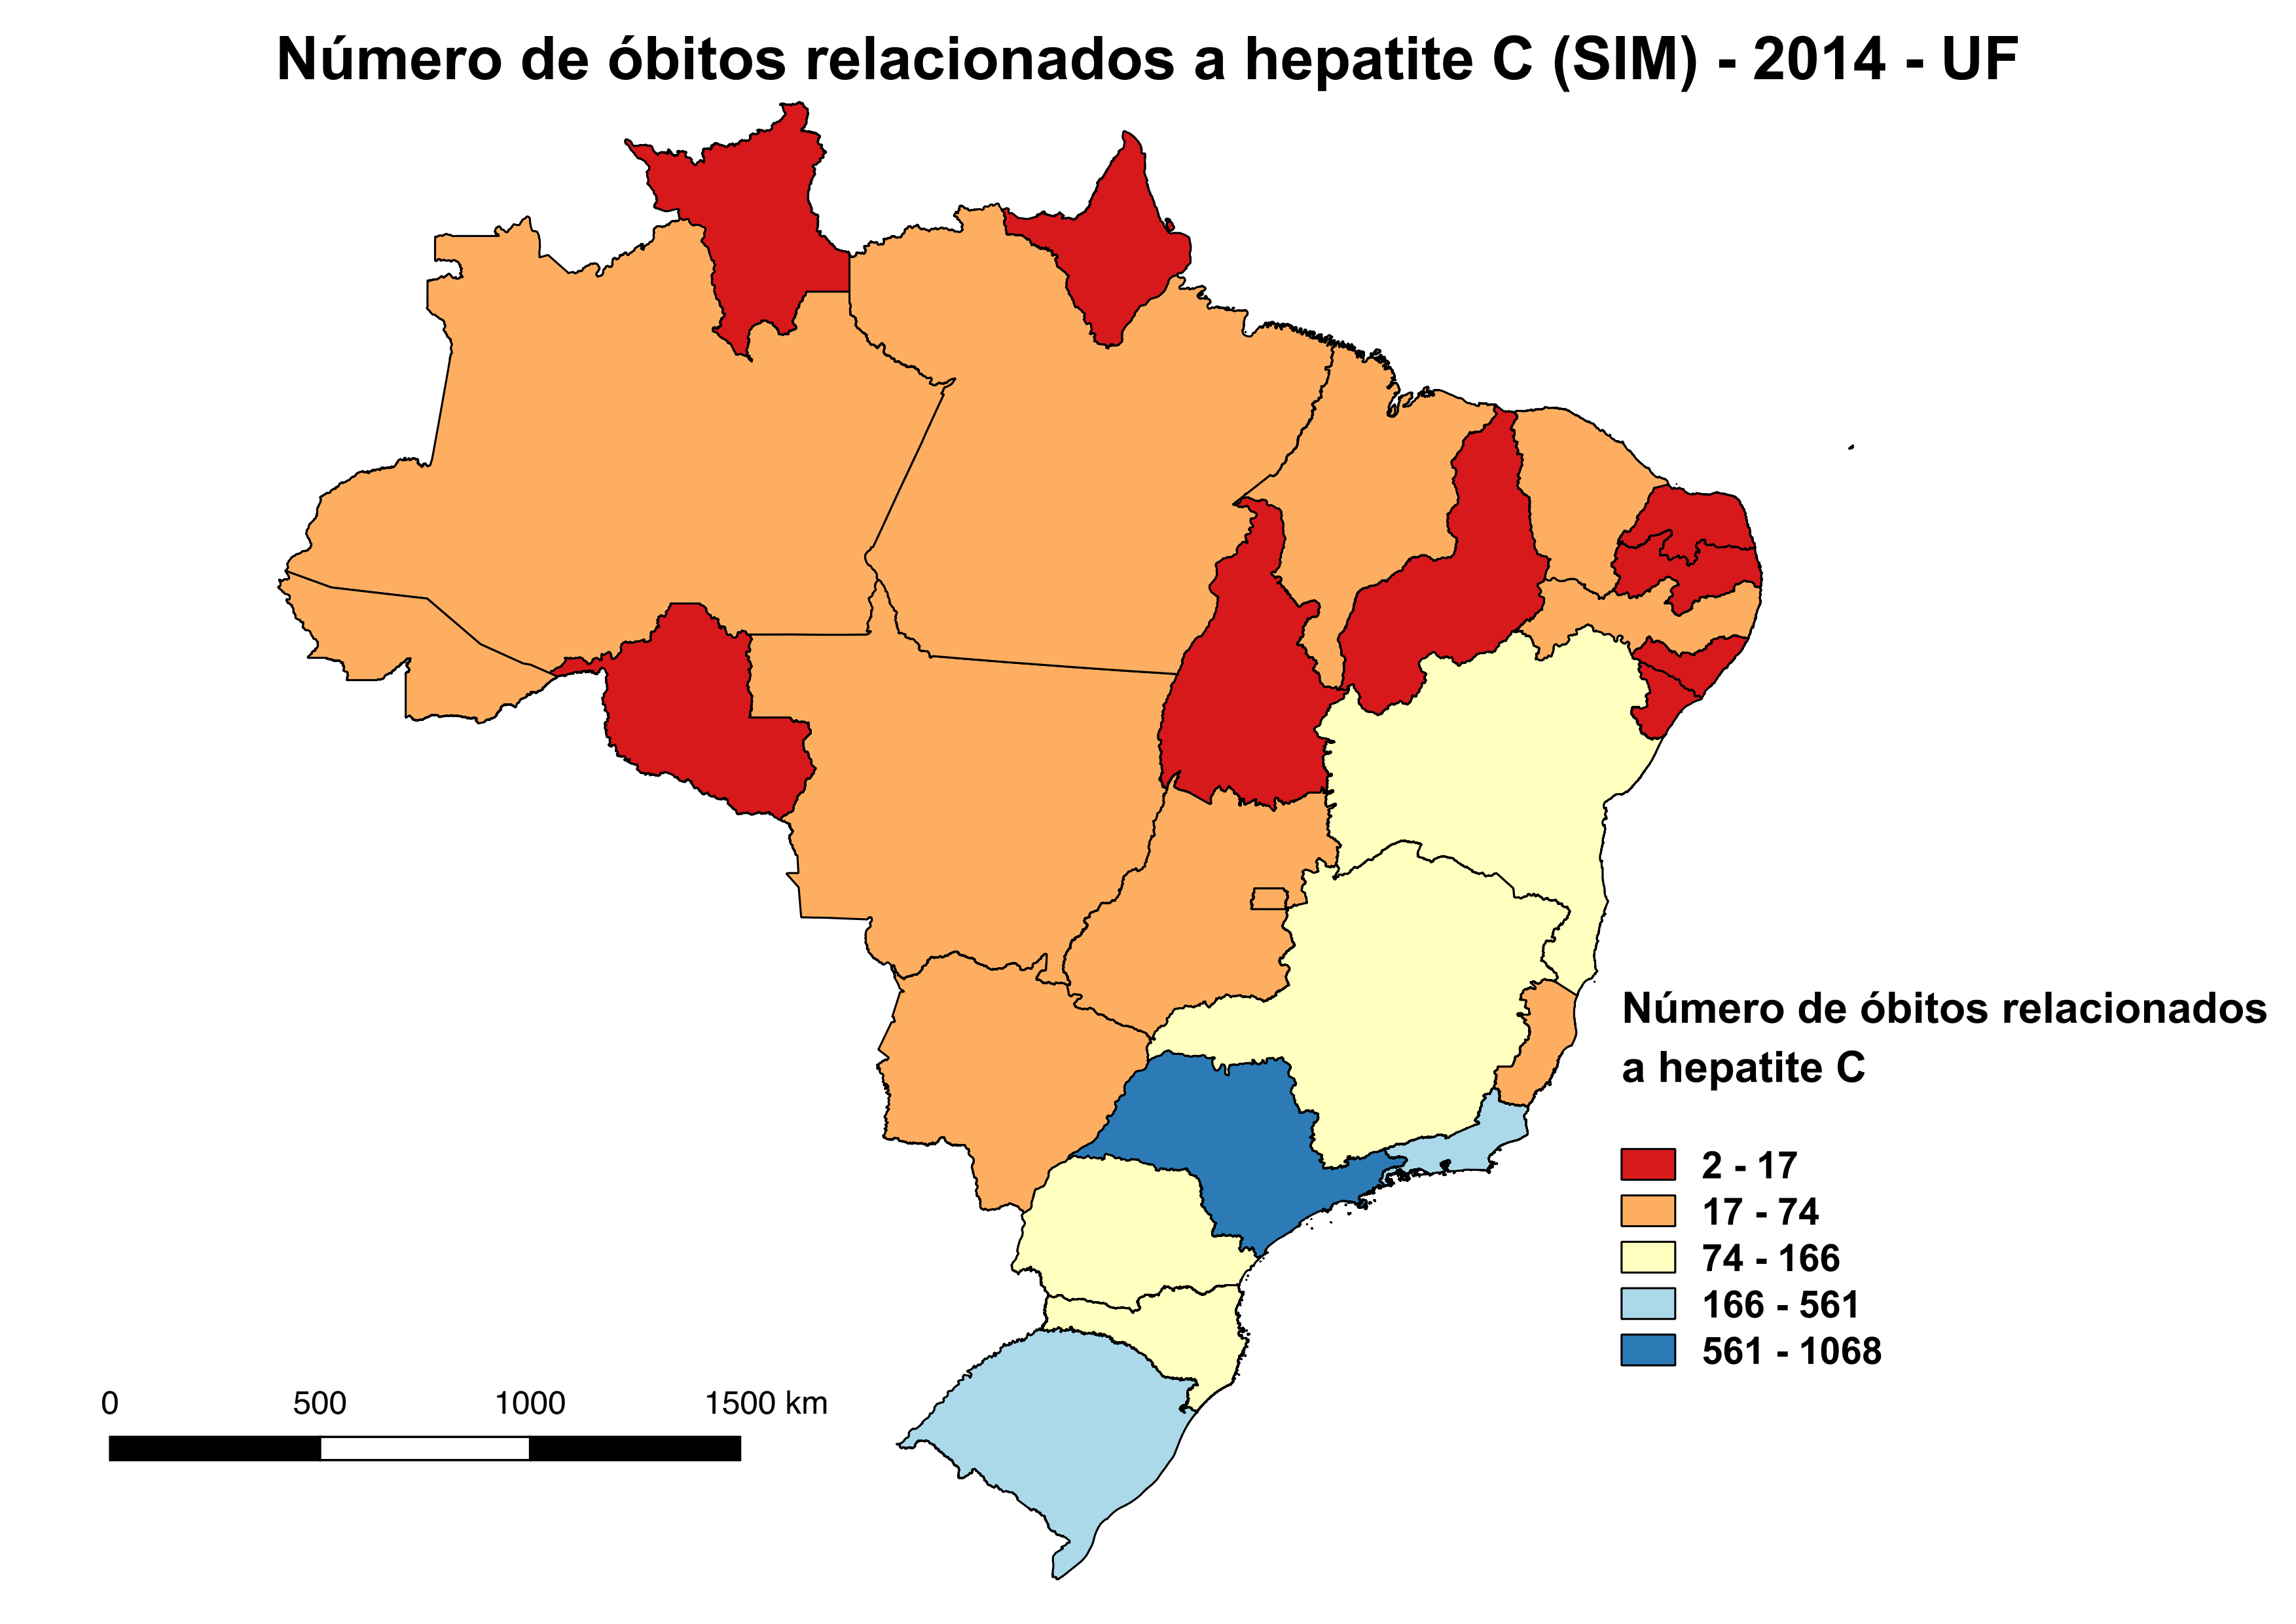 Número de óbitos relacionados a hepatite C (SIM) - 2014 - UF
Número de óbitos relacionados
a hepatite C
2 - 17
17 - 74
74 - 166
166 - 561
561 - 1068
0 500 1000 1500 km